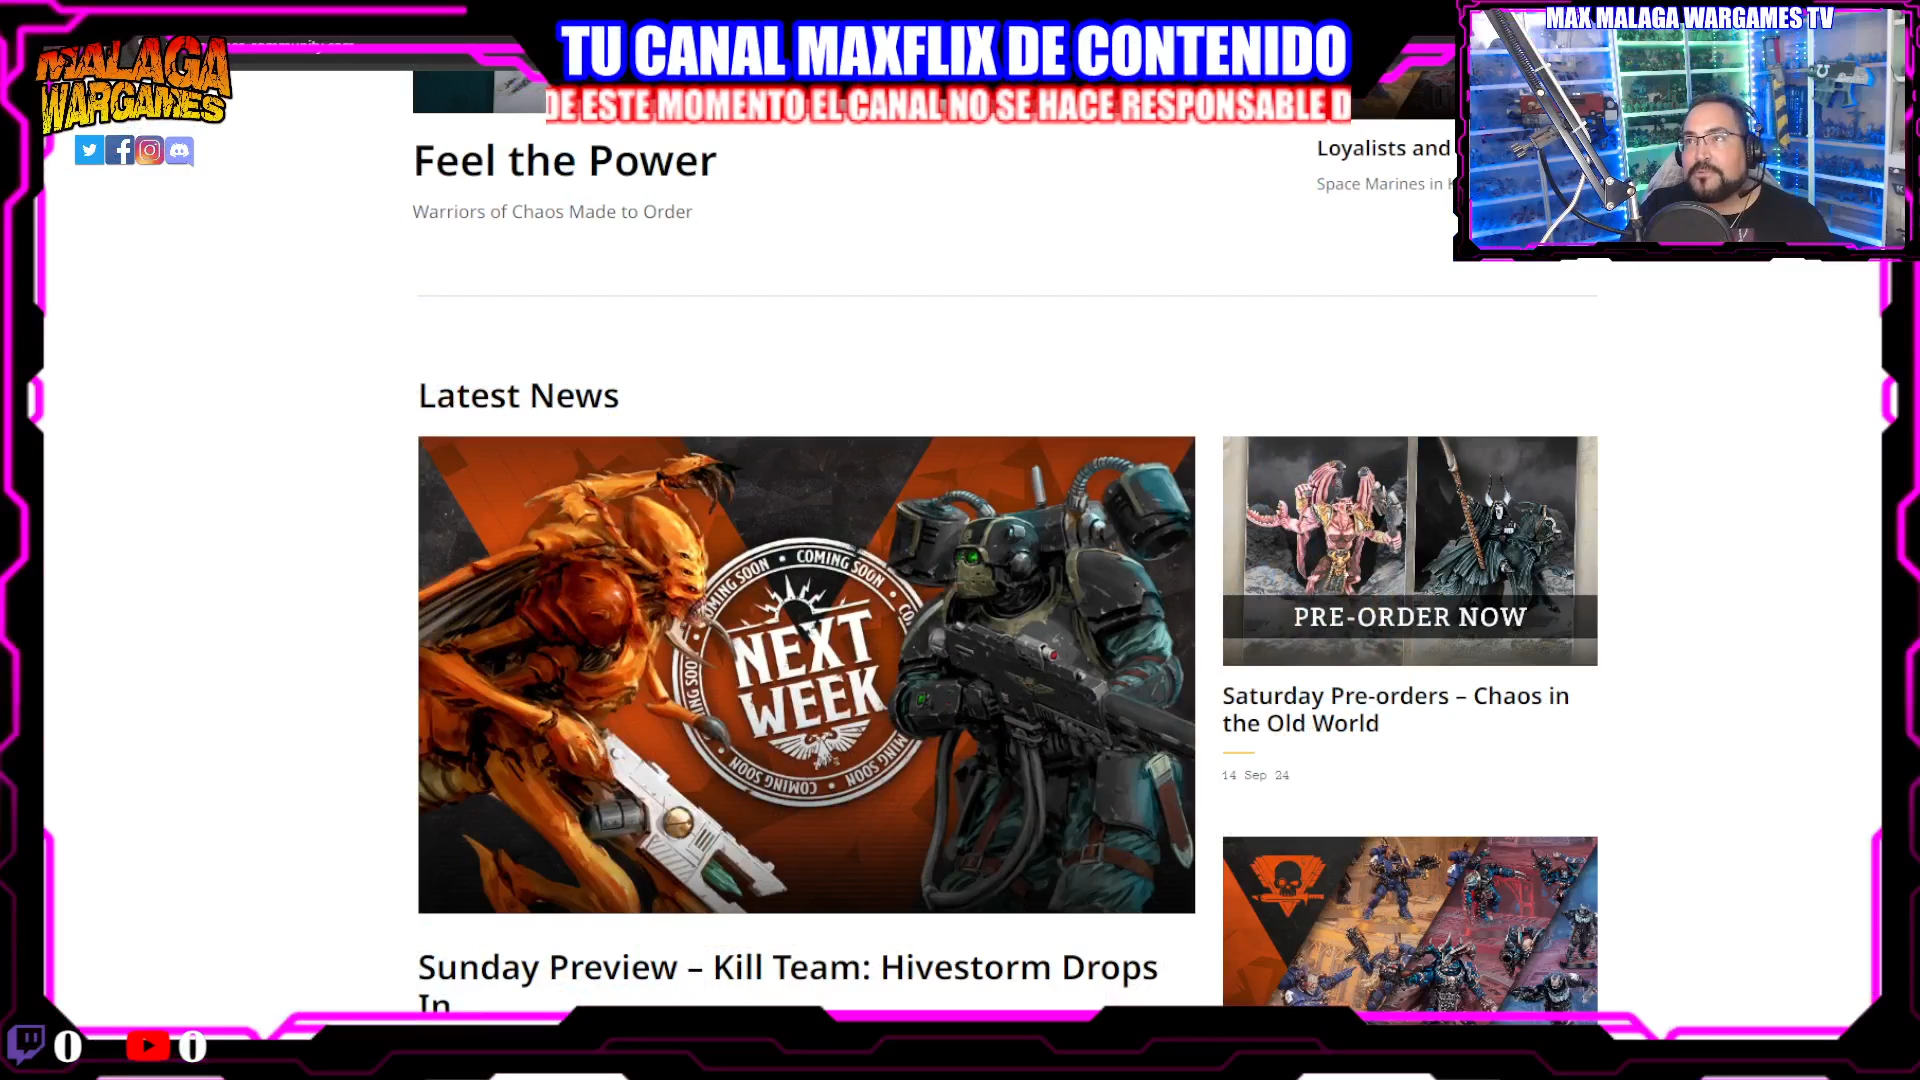 MALAGA
WARGAMES
TU CANAL MAXFLIX DE CONTENIDO
DE ESTE MOMENTO EL CANAL NO SE HACE RESPONSABLE D
MAX MALAGA WARGAMES TV
Feel the Power
Warriors of Chaos Made to Order
Loyalists and
Space Marines in
Latest News
COMING SOON
NEXT
WEEK
COMING SOON
PRE-ORDER NOW
Saturday Pre-orders – Chaos in
the Old World
14 Sep 24
Sunday Preview – Kill Team: Hivestorm Drops
In
0
0